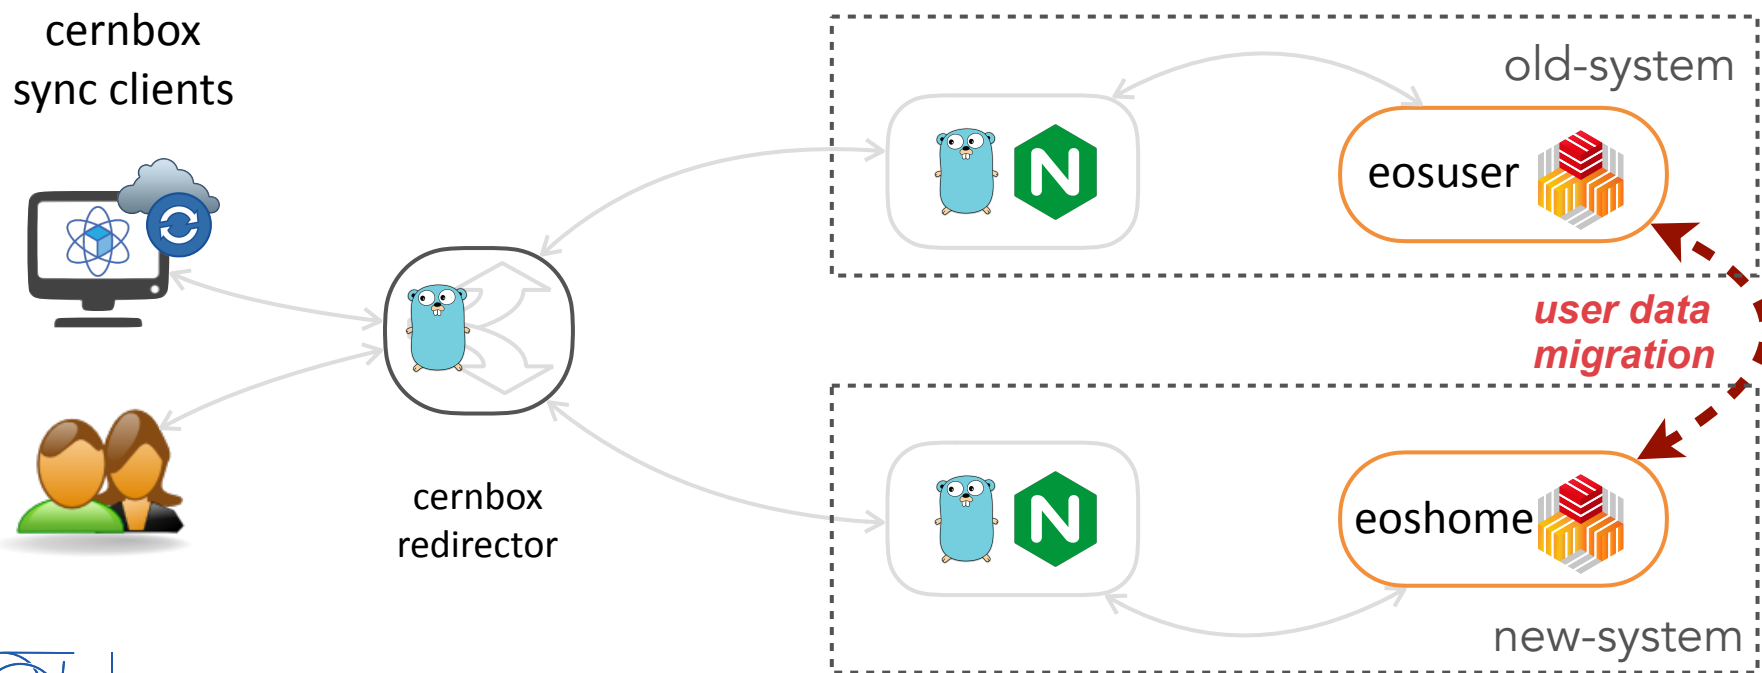 cernbox
sync clients
old-system
N
eosuser
user data
migration
cernbox
redirector
N
eoshome
new-system